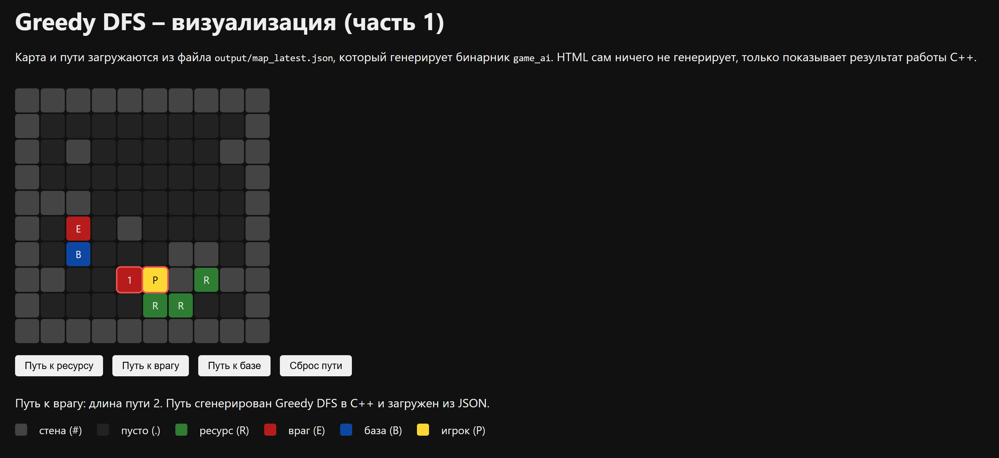 Greedy DFS – визуализация (часть 1)
Карта и пути загружаются из файла output/map_latest.json, который генерирует бинарник game_ai. HTML сам ничего не генерирует, только показывает результат работы C++.
E
B
1 P R
R R
Путь к ресурсу Путь к врагу Путь к базе Сброс пути
Путь к врагу: длина пути 2. Путь сгенерирован Greedy DFS в C++ и загружен из JSON.
стена (#) пусто (.) ресурс (R) враг (E) база (B) игрок (P)